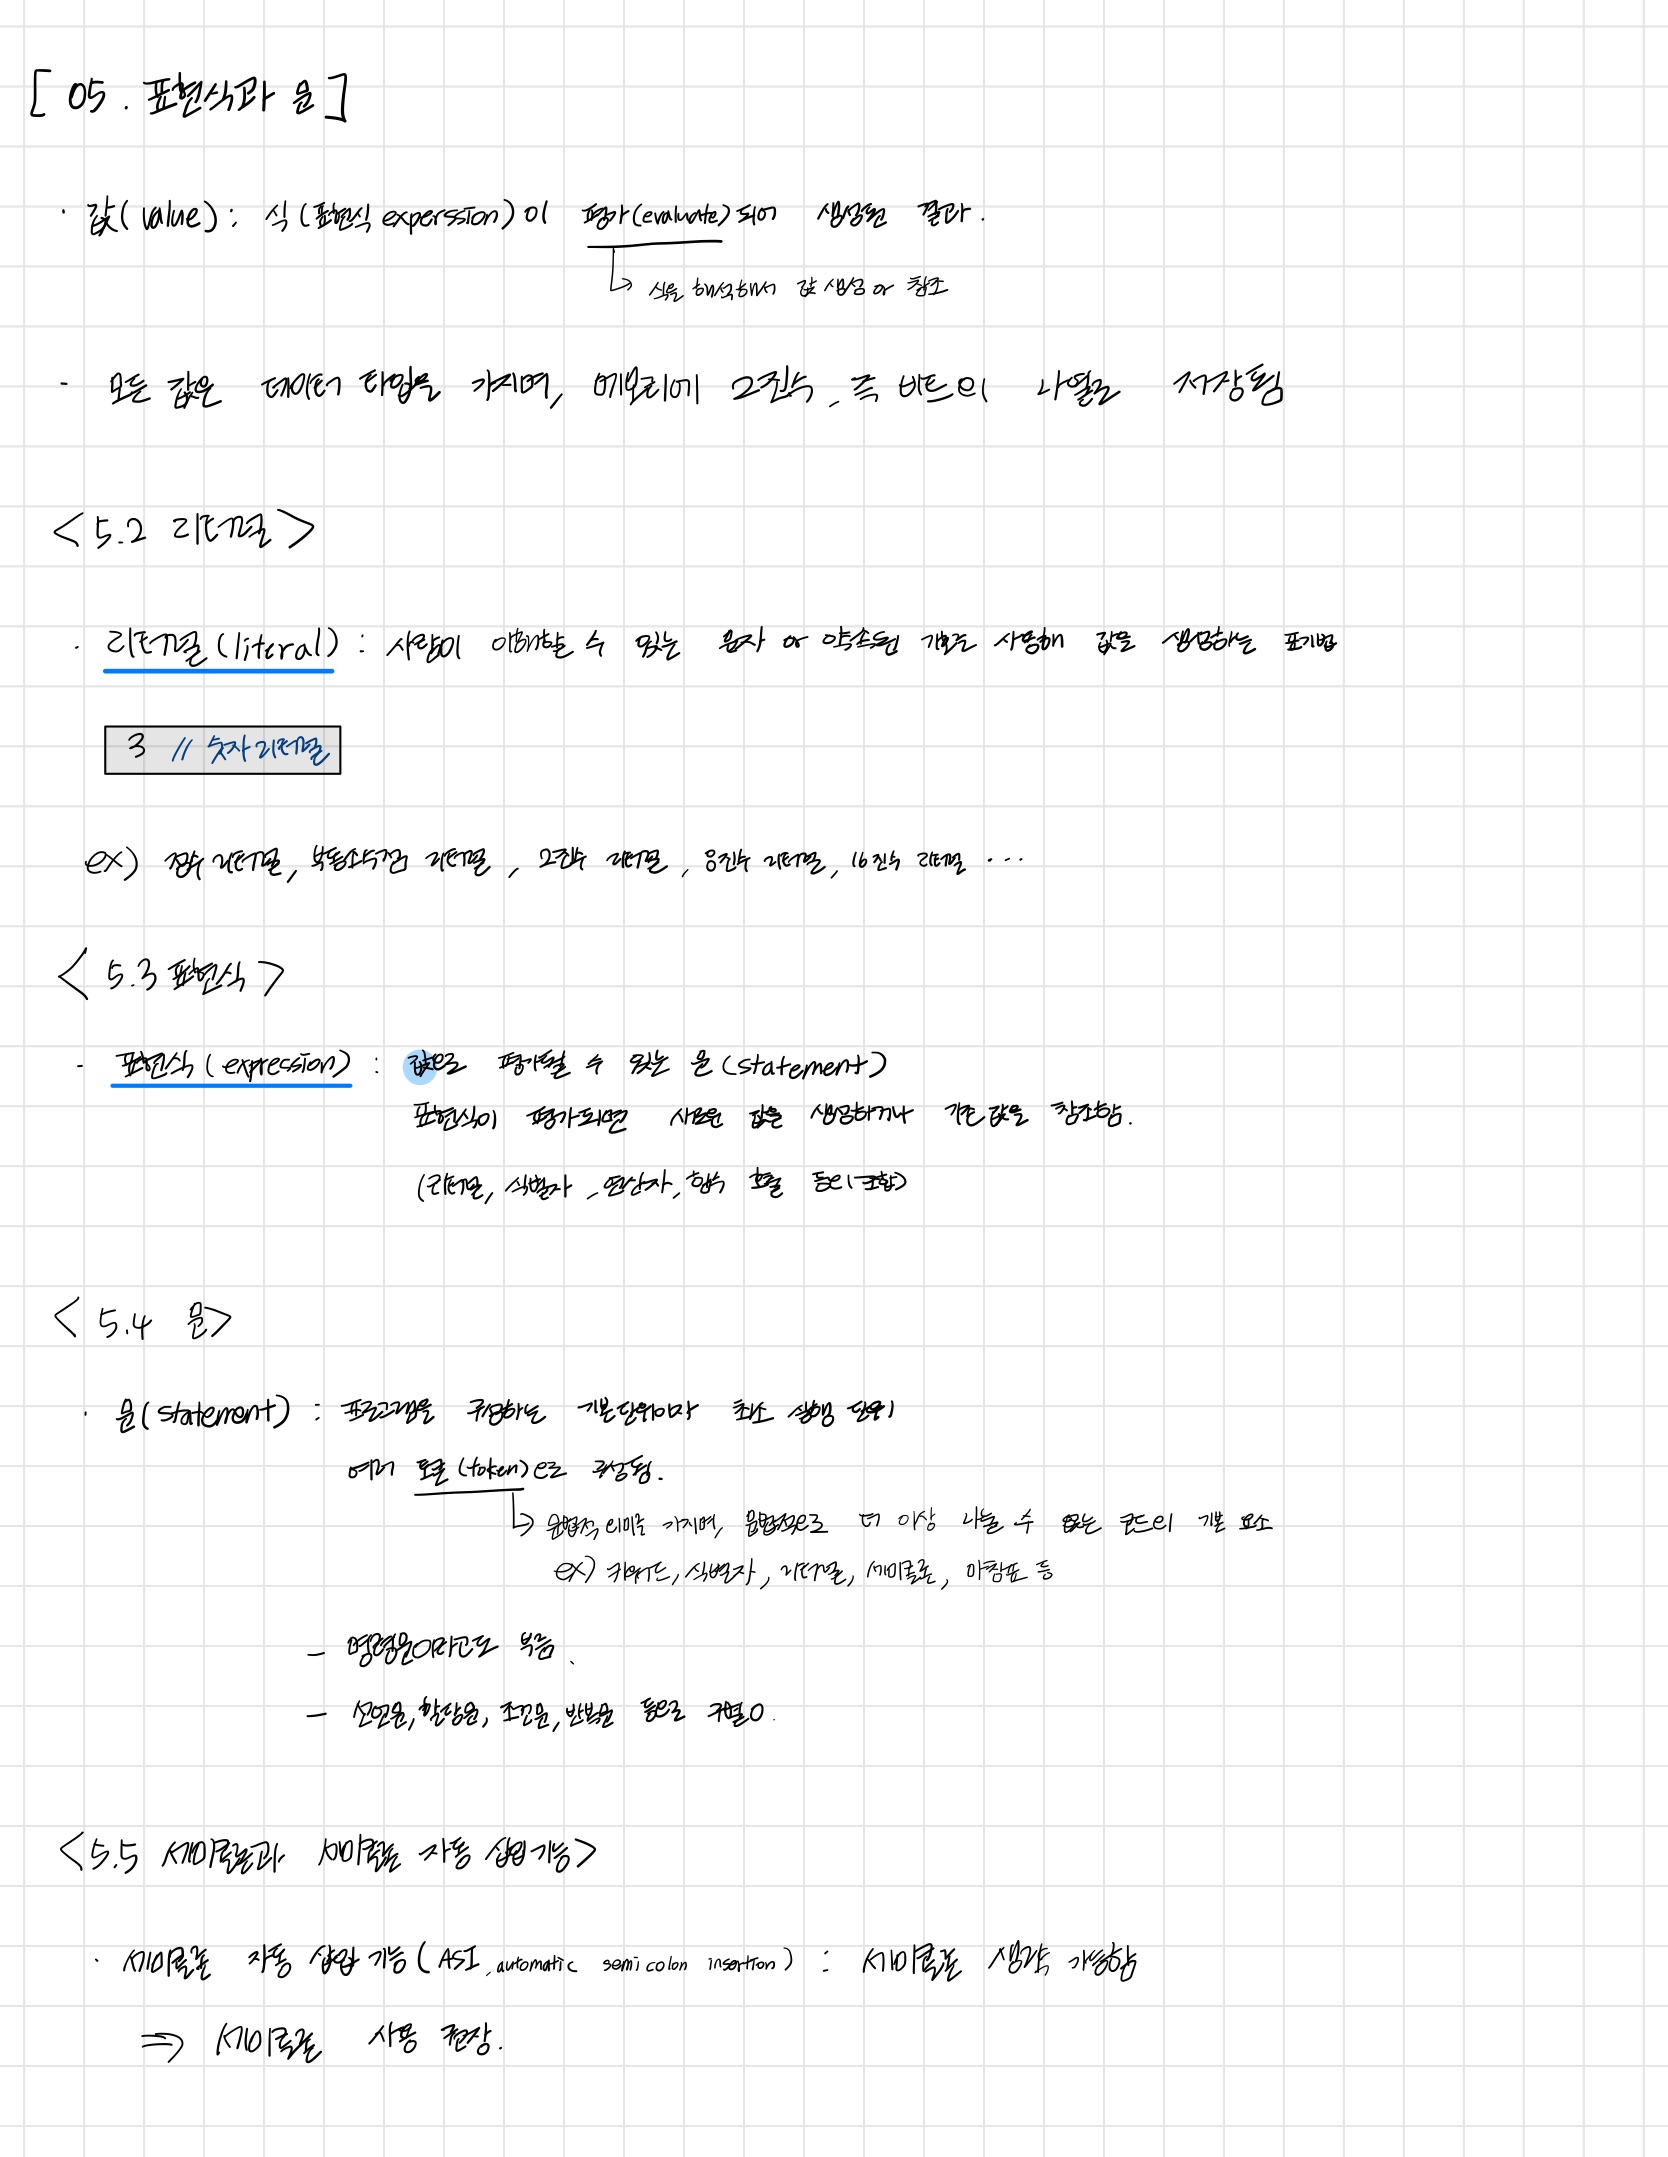 [ 05. 표현식과 문 ]
· 값(value) : 식(표현식 experssion)이 평가(evaluate)되어 생성된 결과.
↳ 식을 해석해서 값 생성 or 참조
- 모든 값은 데이터 타입을 가지며, 메모리에 2진수, 즉 비트의 나열로 저장됨
<5.2 리터럴>
· 리터럴(literal) : 사람이 이해할 수 있는 문자 or 약속된 기호를 사용해 값을 생성하는 표기법
3 // 숫자 리터럴
ex) 정수 리터럴, 부동소수점 리터럴, 2진수 리터럴, 8진수 리터럴, 16진수 리터럴 ···
<5.3 표현식>
- 표현식(expression) : 값으로 평가될 수 있는 문(statement)
표현식이 평가되면 새로운 값을 생성하거나 기존 값을 참조함.
(리터럴, 식별자, 연산자, 함수 호출 등의 조합)
<5.4 문>
· 문(statement) : 프로그램을 구성하는 기본단위이자 최소 실행 단위
여러 토큰(token)으로 구성됨.
↳ 문법적 의미를 가지며, 문법적으로 더 이상 나눌 수 없는 코드의 기본 요소
ex) 키워드, 식별자, 리터럴, 세미콜론, 마침표 등
- 명령문이라고도 부름.
- 선언문, 할당문, 조건문, 반복문 등으로 구별O.
<5.5 세미콜론과 세미콜론 자동 삽입 기능>
· 세미콜론 자동 삽입 기능(ASI, automatic semicolon insertion) : 세미콜론 생략 가능함
⇒ 세미콜론 사용 권장.